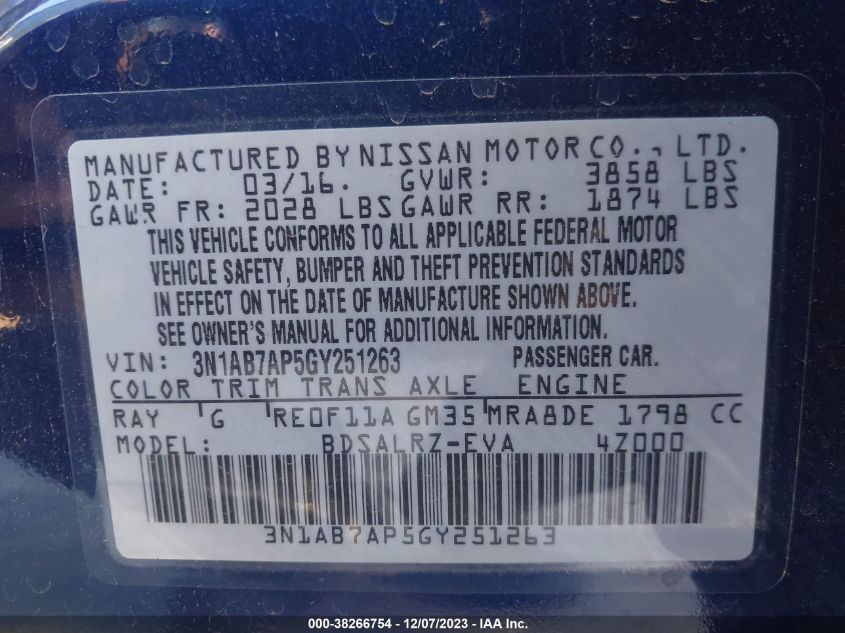 MANUFACTURED BY NISSAN MOTOR CO., LTD.
DATE: 03/16. GVWR: 3858 LBS
GAWR FR: 2028 LBS GAWR RR: 1874 LBS
THIS VEHICLE CONFORMS TO ALL APPLICABLE FEDERAL MOTOR
VEHICLE SAFETY, BUMPER AND THEFT PREVENTION STANDARDS
IN EFFECT ON THE DATE OF MANUFACTURE SHOWN ABOVE.
SEE OWNER'S MANUAL FOR ADDITIONAL INFORMATION.
VIN: 3N1AB7AP5GY251263 PASSENGER CAR.
COLOR TRIM TRANS AXLE ENGINE
RAY G RE0F11A GM35 MRA8DE 1798 CC
MODEL: BDSALRZ-EVA 4Z000
3N1AB7AP5GY251263
000-38266754 - 12/07/2023 - IAAI.com